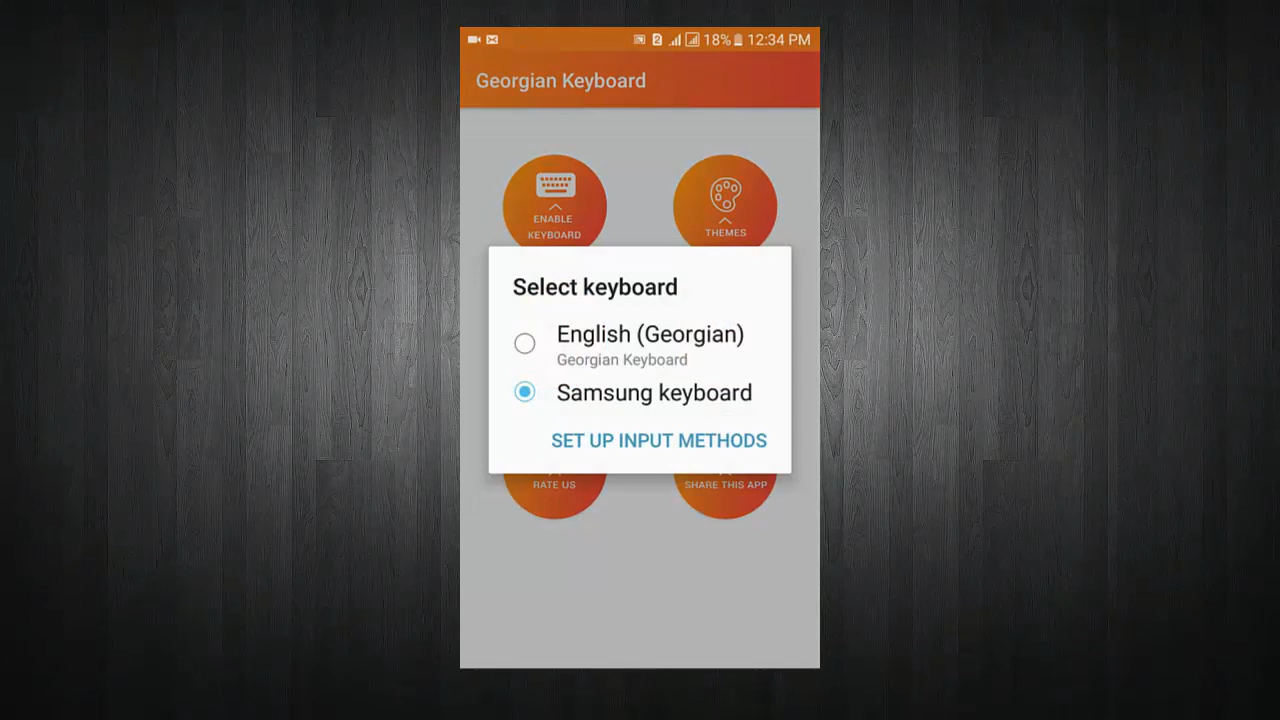 18% 12:34 PM
Georgian Keyboard
ENABLE
KEYBOARD
THEMES
Select keyboard
English (Georgian)
Georgian Keyboard
Samsung keyboard
SET UP INPUT METHODS
RATE US
SHARE THIS APP